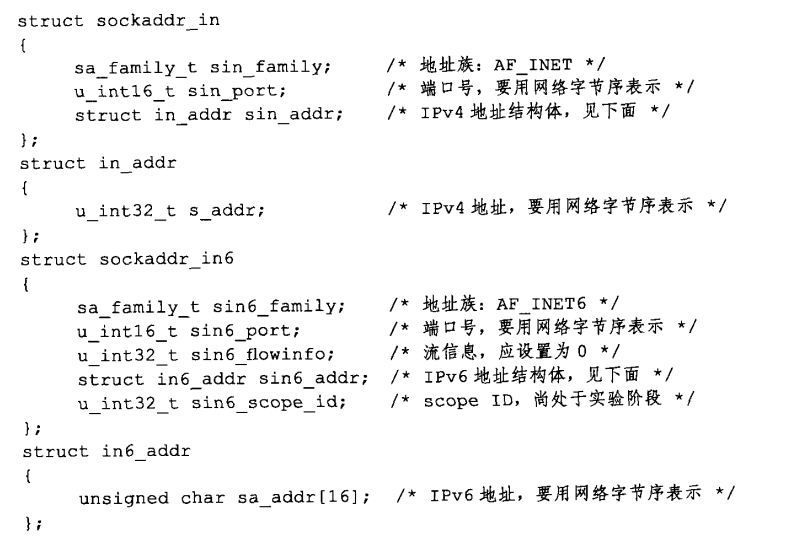 struct sockaddr_in
{
sa_family_t sin_family; /* 地址族：AF_INET */
u_int16_t sin_port; /* 端口号，要用网络字节序表示 */
struct in_addr sin_addr; /* IPv4 地址结构体，见下面 */
};
struct in_addr
{
u_int32_t s_addr; /* IPv4 地址，要用网络字节序表示 */
};
struct sockaddr_in6
{
sa_family_t sin6_family; /* 地址族：AF_INET6 */
u_int16_t sin6_port; /* 端口号，要用网络字节序表示 */
u_int32_t sin6_flowinfo; /* 流信息，应设置为 0 */
struct in6_addr sin6_addr; /* IPv6 地址结构体，见下面 */
u_int32_t sin6_scope_id; /* scope ID，尚处于实验阶段 */
};
struct in6_addr
{
unsigned char sa_addr[16]; /* IPv6 地址，要用网络字节序表示 */
};